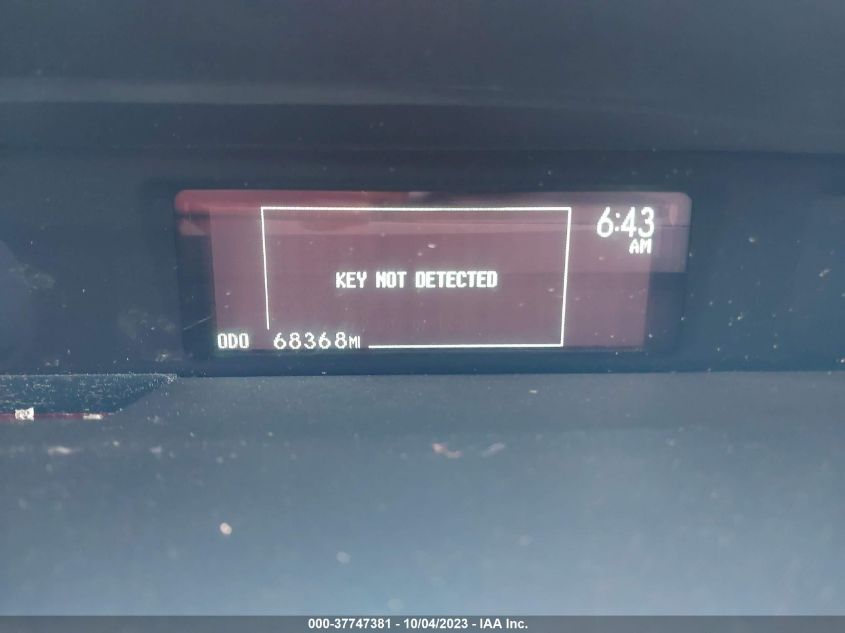 6:43
AM
KEY NOT DETECTED
ODO 68368MI
000-37747381 - 10/04/2023 - IAA Inc.